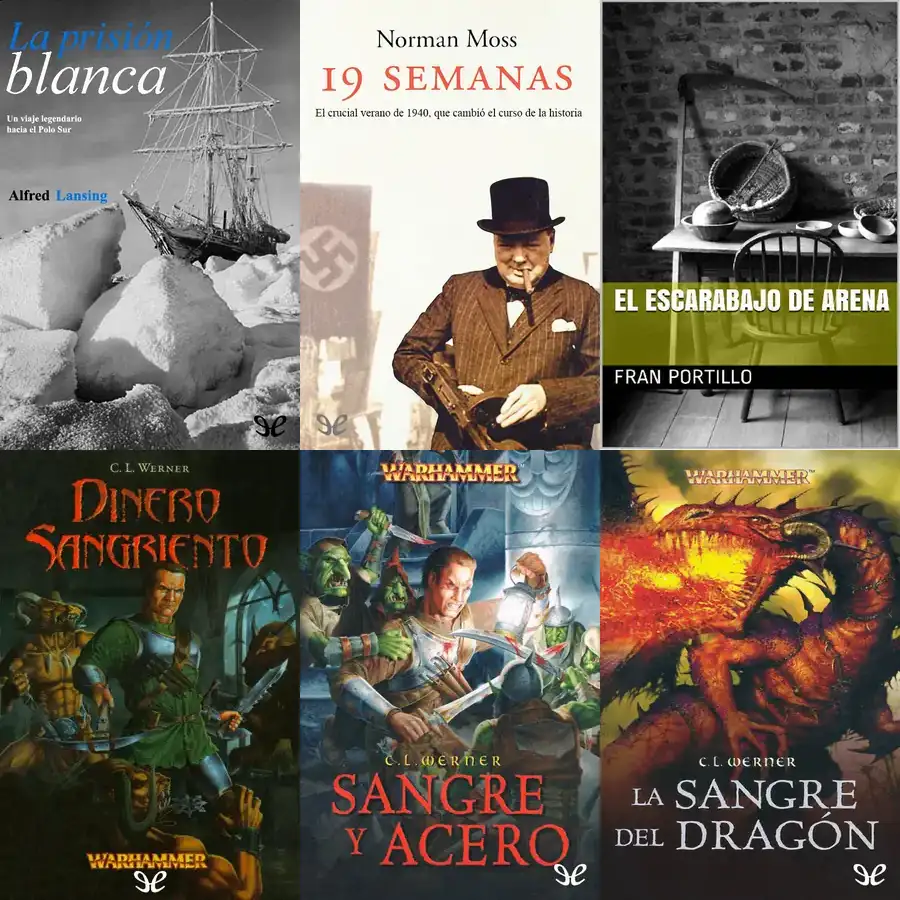 La prisión
blanca
Un viaje legendario
hacia el Polo Sur
Alfred Lansing
Norman Moss
19 SEMANAS
El crucial verano de 1940, que cambió el curso de la historia
EL ESCARABAJO DE ARENA
FRAN PORTILLO
C. L. WERNER
DINERO
SANGRIENTO
WARHAMMER
WARHAMMER™
C.L.WERNER
SANGRE
Y ACERO
WARHAMMER™
C.L.WERNER
LA SANGRE
DEL DRAGÓN